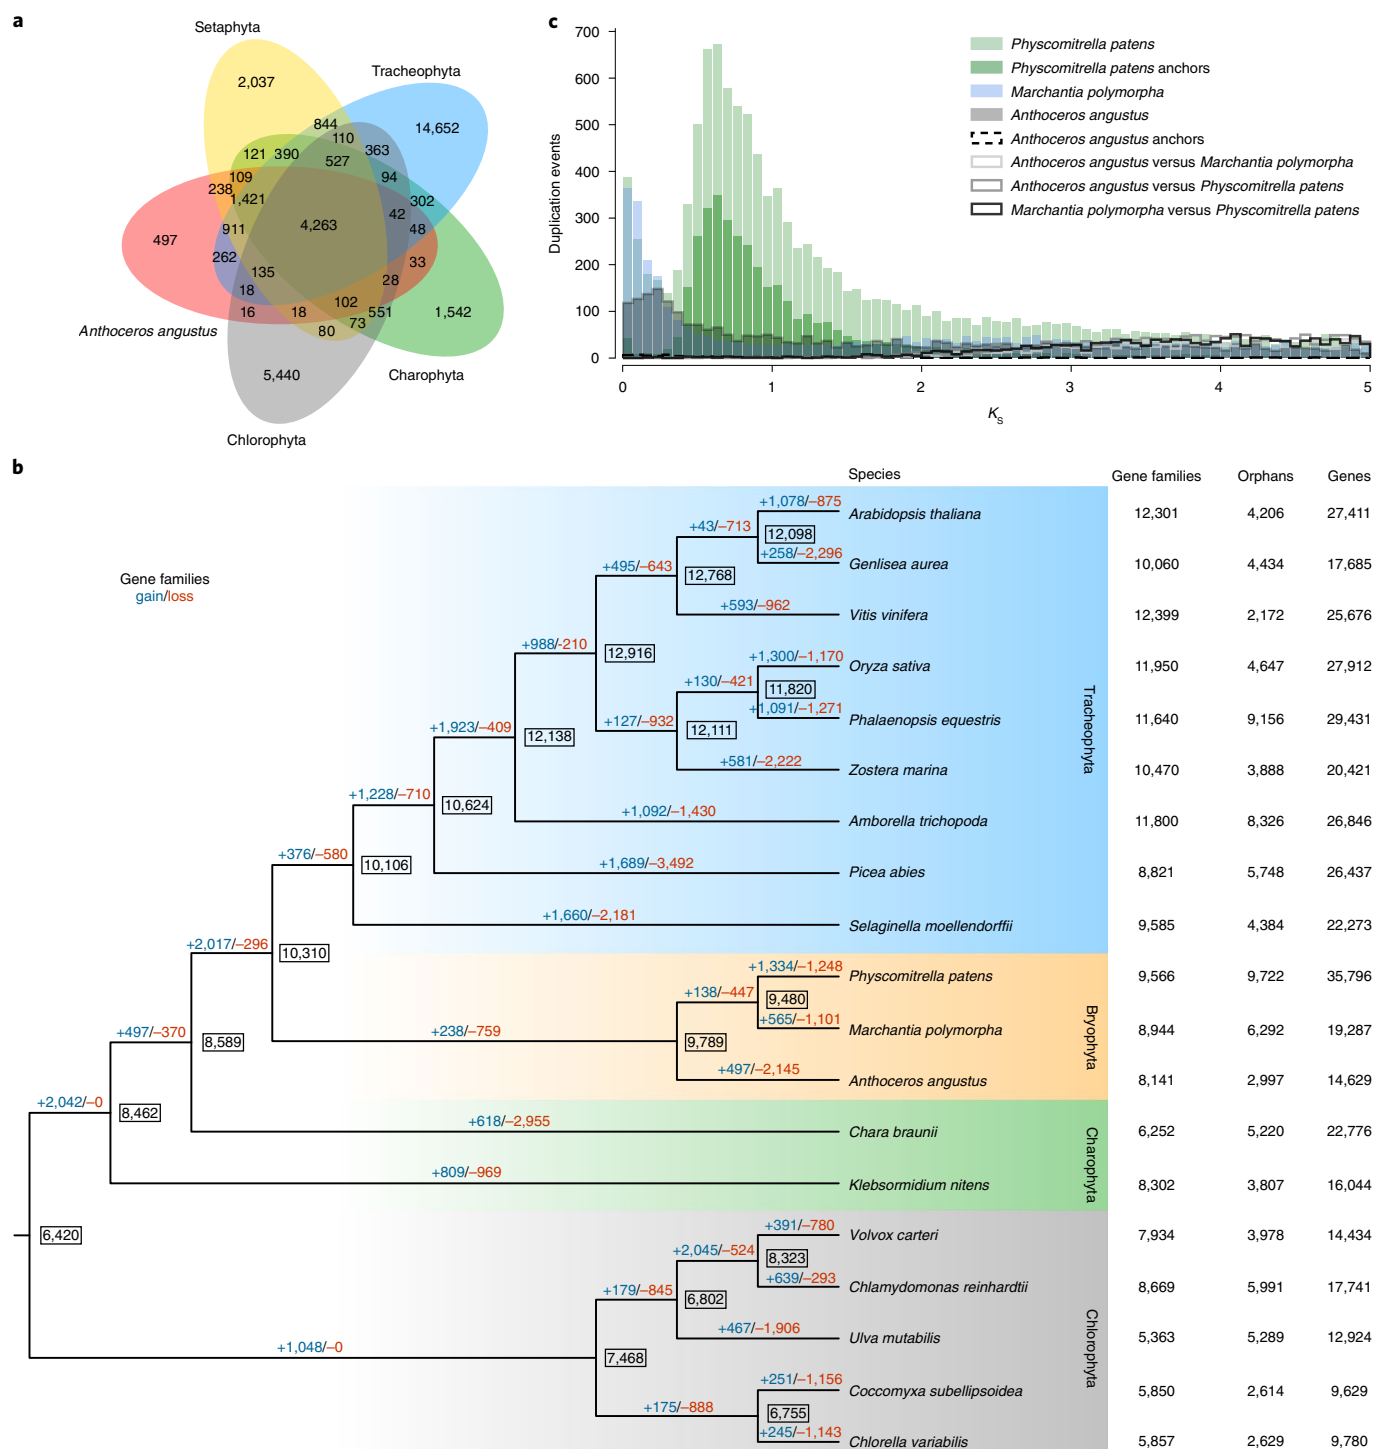 a
Setaphyta
Tracheophyta
2,037
14,652
844
110
363
121
390
527
94
109
238
1,421
302
42
48
911
4,263
497
262
135
33
18
28
16
18
102
551
1,542
80
73
Anthoceros angustus
5,440
Charophyta
Chlorophyta
c
700
600
500
400
300
200
100
0
Duplication events
0 1 2 3 4 5
KS
Physcomitrella patens
Physcomitrella patens anchors
Marchantia polymorpha
Anthoceros angustus
Anthoceros angustus anchors
Anthoceros angustus versus Marchantia polymorpha
Anthoceros angustus versus Physcomitrella patens
Marchantia polymorpha versus Physcomitrella patens
b
Species Gene families Orphans Genes
Gene families
gain/loss
+1,078/–875
Arabidopsis thaliana 12,301 4,206 27,411
+43/–713
12,098
+258/–2,296
Genlisea aurea 10,060 4,434 17,685
+495/–643
12,768
+593/–962
Vitis vinifera 12,399 2,172 25,676
+988/-210
12,916
+1,300/–1,170
Oryza sativa 11,950 4,647 27,912
+130/–421
11,820
+1,091/–1,271
Phalaenopsis equestris 11,640 9,156 29,431
+127/–932
12,111
+581/–2,222
Zostera marina 10,470 3,888 20,421
+1,923/–409
12,138
+1,092/–1,430
Amborella trichopoda 11,800 8,326 26,846
+1,228/–710
10,624
+1,689/–3,492
Picea abies 8,821 5,748 26,437
+376/–580
10,106
+1,660/–2,181
Selaginella moellendorffii 9,585 4,384 22,273
Tracheophyta
+2,017/–296
10,310
+1,334/–1,248
Physcomitrella patens 9,566 9,722 35,796
+138/–447
9,480
+565/–1,101
Marchantia polymorpha 8,944 6,292 19,287
+238/–759
9,789
+497/–2,145
Anthoceros angustus 8,141 2,997 14,629
Bryophyta
+497/–370
8,589
+618/–2,955
Chara braunii 6,252 5,220 22,776
+2,042/–0
8,462
+809/–969
Klebsormidium nitens 8,302 3,807 16,044
Charophyta
6,420
+391/–780
Volvox carteri 7,934 3,978 14,434
+2,045/–524
8,323
+639/–293
Chlamydomonas reinhardtii 8,669 5,991 17,741
+179/–845
6,802
+467/–1,906
Ulva mutabilis 5,363 5,289 12,924
+1,048/–0
7,468
+251/–1,156
Coccomyxa subellipsoidea 5,850 2,614 9,629
+175/–888
6,755
+245/–1,143
Chlorella variabilis 5,857 2,629 9,780
Chlorophyta